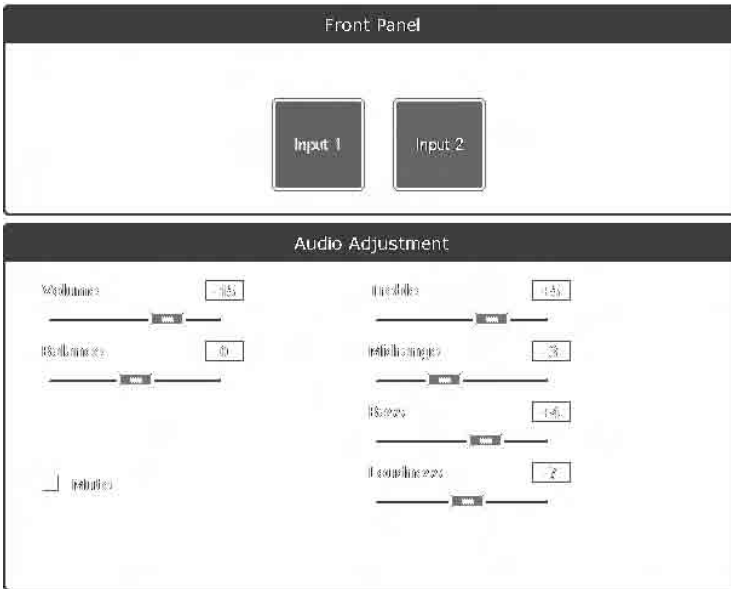 Front Panel
Input 1
Input 2
Audio Adjustment
Volume
Treble
Balance
0
Midrange
Bass
Loudness
Mute